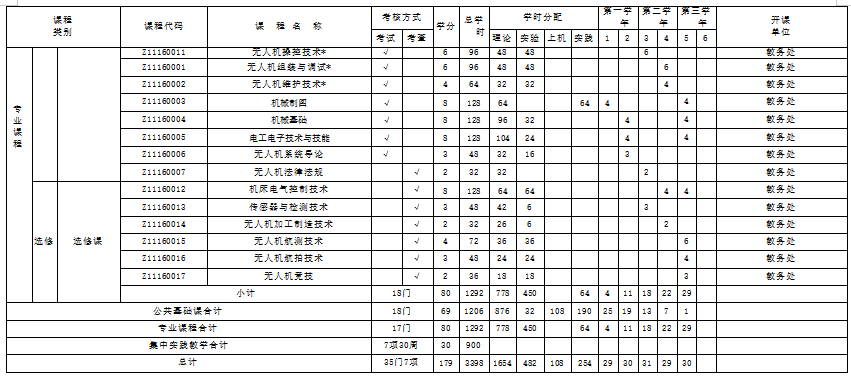 课程类别 课程代码 课 程 名 称 考核方式 学分 总学时 学时分配 第一学年 第二学年 第三学年 开课单位
考试 考查 理论 实验 上机 实践 1 2 3 4 5 6
专业课程
Z11160011 无人机操控技术* √ 6 96 48 48 6 教务处
Z11160001 无人机组装与调试* √ 6 96 48 48 6 教务处
Z11160002 无人机维护技术* √ 4 64 32 32 4 教务处
Z11160003 机械制图 √ 8 128 64 64 4 4 教务处
Z11160004 机械基础 √ 8 128 96 32 4 4 教务处
Z11160005 电工电子技术与技能 √ 8 128 104 24 4 4 教务处
Z11160006 无人机系统导论 √ 3 48 32 16 3 教务处
Z11160007 无人机法律法规 √ 2 32 32 2 教务处
选修 选修课
Z11160012 机床电气控制技术 √ 8 128 64 64 4 4 教务处
Z11160013 传感器与检测技术 √ 3 48 42 6 3 教务处
Z11160014 无人机加工制造技术 √ 2 32 26 6 2 教务处
Z11160015 无人机航测技术 √ 4 72 36 36 6 教务处
Z11160016 无人机航拍技术 √ 3 48 24 24 4 教务处
Z11160017 无人机竞技 √ 2 36 18 18 3 教务处
小计 18门 80 1292 778 450 64 4 11 18 22 29
公共基础课合计 18门 69 1206 876 32 108 190 25 19 13 7 1
专业课程合计 17门 80 1292 778 450 64 4 11 18 22 29
集中实践教学合计 7项30周 30 900
总计 35门7项 179 3398 1654 482 108 254 29 30 31 29 30